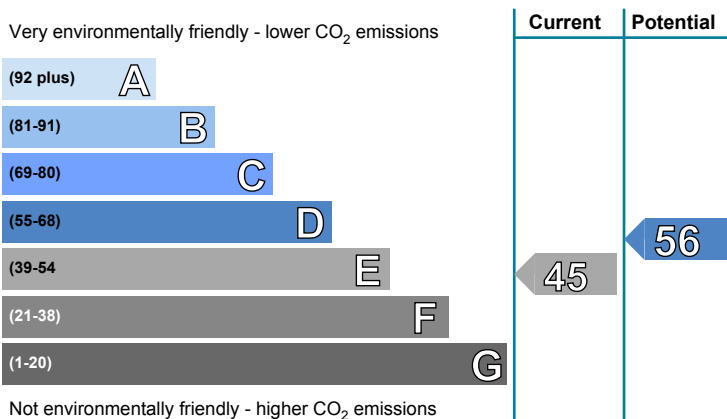 Very environmentally friendly - lower CO2 emissions
Current Potential
(92 plus) A
(81-91) B
(69-80) C
(55-68) D
56
(39-54 E
45
(21-38) F
(1-20) G
Not environmentally friendly - higher CO2 emissions